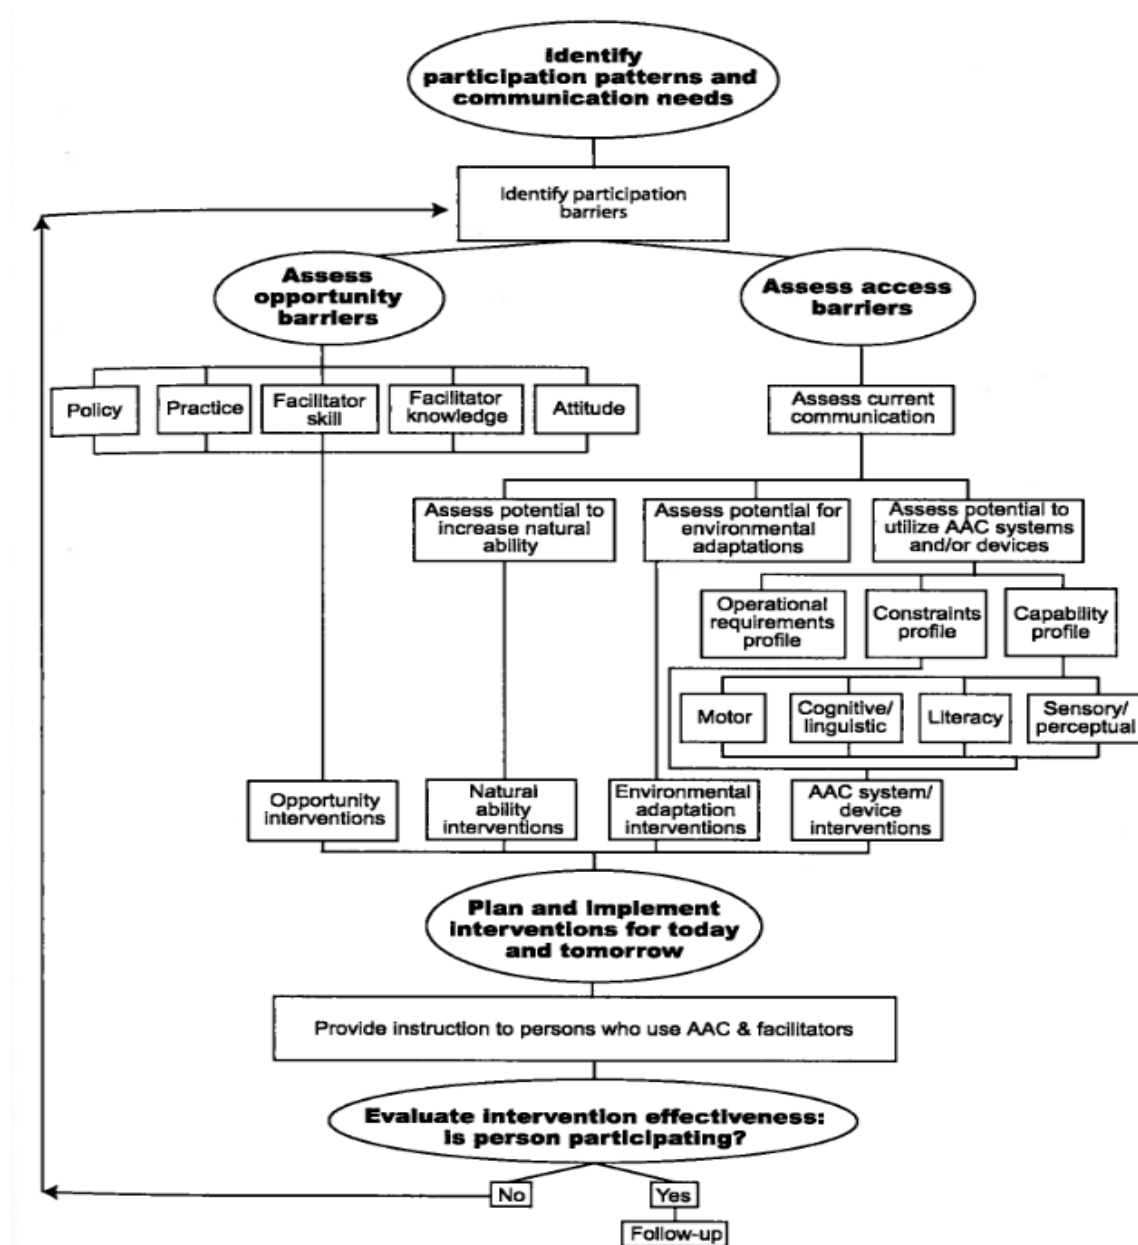 Identify
participation patterns and
communication needs
Identify participation
barriers
Assess
opportunity
barriers
Assess access
barriers
Policy
Practice
Facilitator
skill
Facilitator
knowledge
Attitude
Assess current
communication
Assess potential to
increase natural
ability
Assess potential for
environmental
adaptations
Assess potential to
utilize AAC systems
and/or devices
Operational
requirements
profile
Constraints
profile
Capability
profile
Motor
Cognitive/
linguistic
Literacy
Sensory/
perceptual
Opportunity
interventions
Natural
ability
interventions
Environmental
adaptation
interventions
AAC system/
device
interventions
Plan and implement
interventions for today
and tomorrow
Provide instruction to persons who use AAC & facilitators
Evaluate intervention effectiveness:
is person participating?
No
Yes
Follow-up